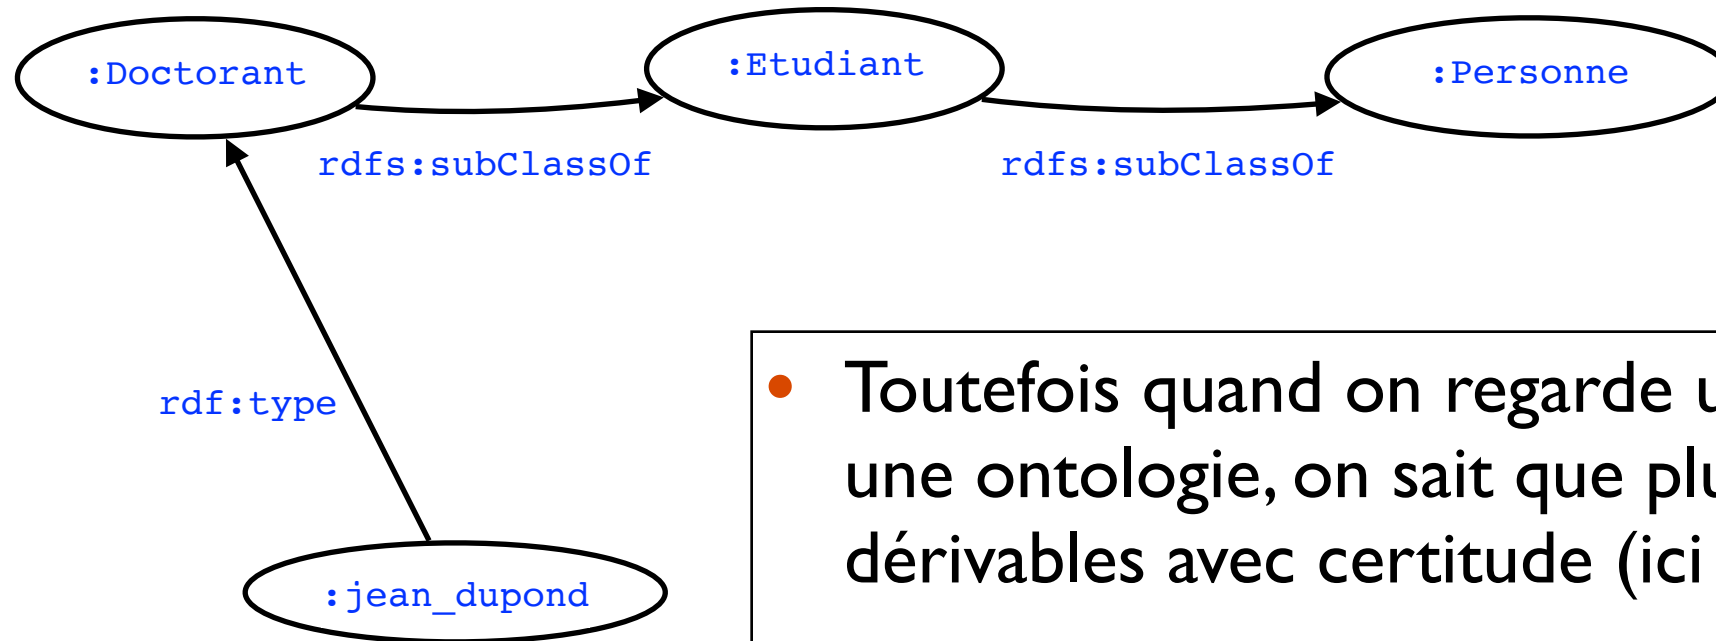 :Doctorant
:Etudiant
:Personne
rdfs:subClassOf
rdfs:subClassOf
rdf:type
• Toutefois quand on regarde
une ontologie, on sait que
dérivables avec certitude (ici
:jean_dupond